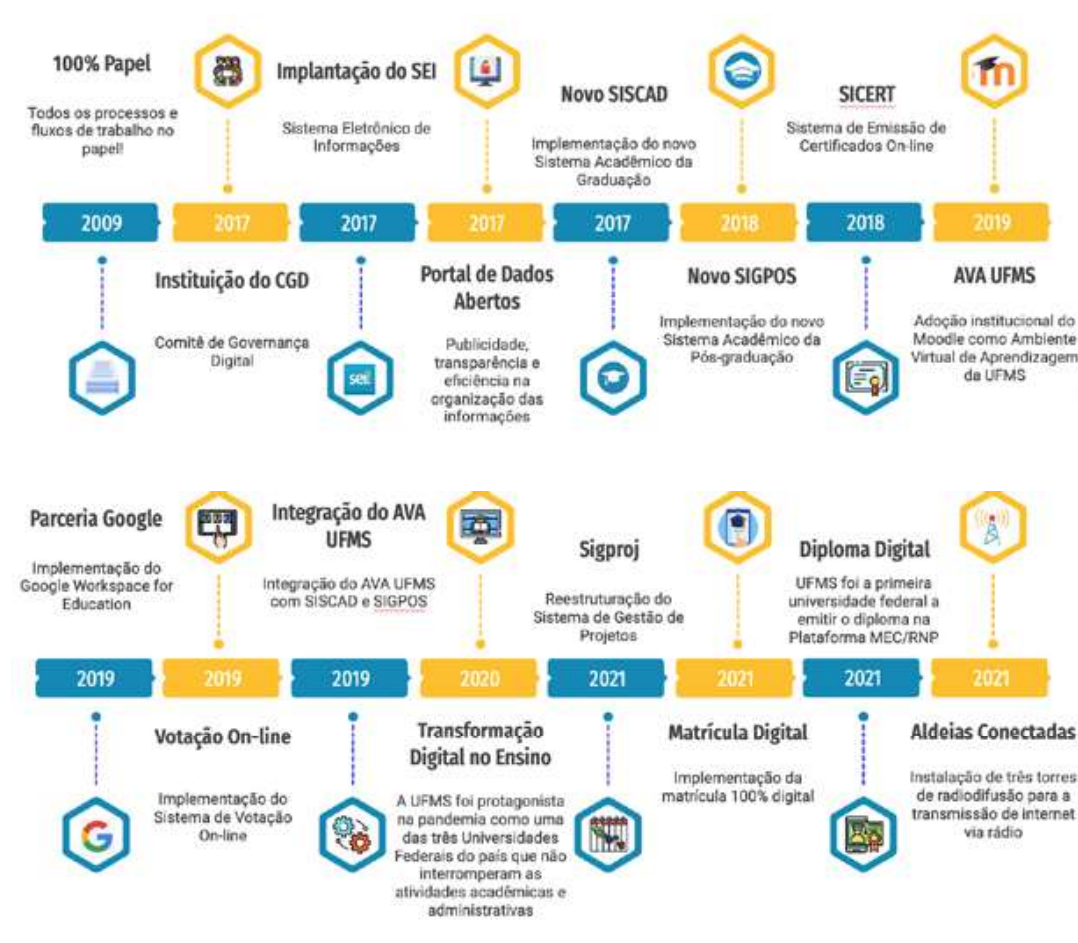 100% Papel
Todos os processos e
fluxos de trabalho no
papel!
2009
2017
Instituição do CGD
Comitê de Governança
Digital
Implantação do SEI
Sistema Eletrônico de
Informações
2017
sei!
2017
Portal de Dados
Abertos
Publicidade,
transparência e
eficiência na
organização das
informações
Novo SISCAD
Implementação do novo
Sistema Acadêmico da
Graduação
2017
2018
Novo SIGPOS
Implementação do novo
Sistema Acadêmico da
Pós-graduação
SICERT
Sistema de Emissão de
Certificados On-line
2018
2019
AVA UFMS
Adoção institucional do
Moodle como Ambiente
Virtual de Aprendizagem
da UFMS
Parceria Google
Implementação do
Google Workspace for
Education
2019
G
2019
Votação On-line
Implementação do
Sistema de Votação
On-line
Integração do AVA
UFMS
Integração do AVA UFMS
com SISCAD e SIGPOS
2019
2020
Transformação
Digital no Ensino
A UFMS foi protagonista
na pandemia como uma
das três Universidades
Federais do país que não
interromperam as
atividades acadêmicas e
administrativas
Sigproj
Reestruturação do
Sistema de Gestão de
Projetos
2021
2021
Matrícula Digital
Implementação da
matrícula 100% digital
Diploma Digital
UFMS foi a primeira
universidade federal a
emitir o diploma na
Plataforma MEC/RNP
2021
2021
Aldeias Conectadas
Instalação de três torres
de radiodifusão para a
transmissão de internet
via rádio